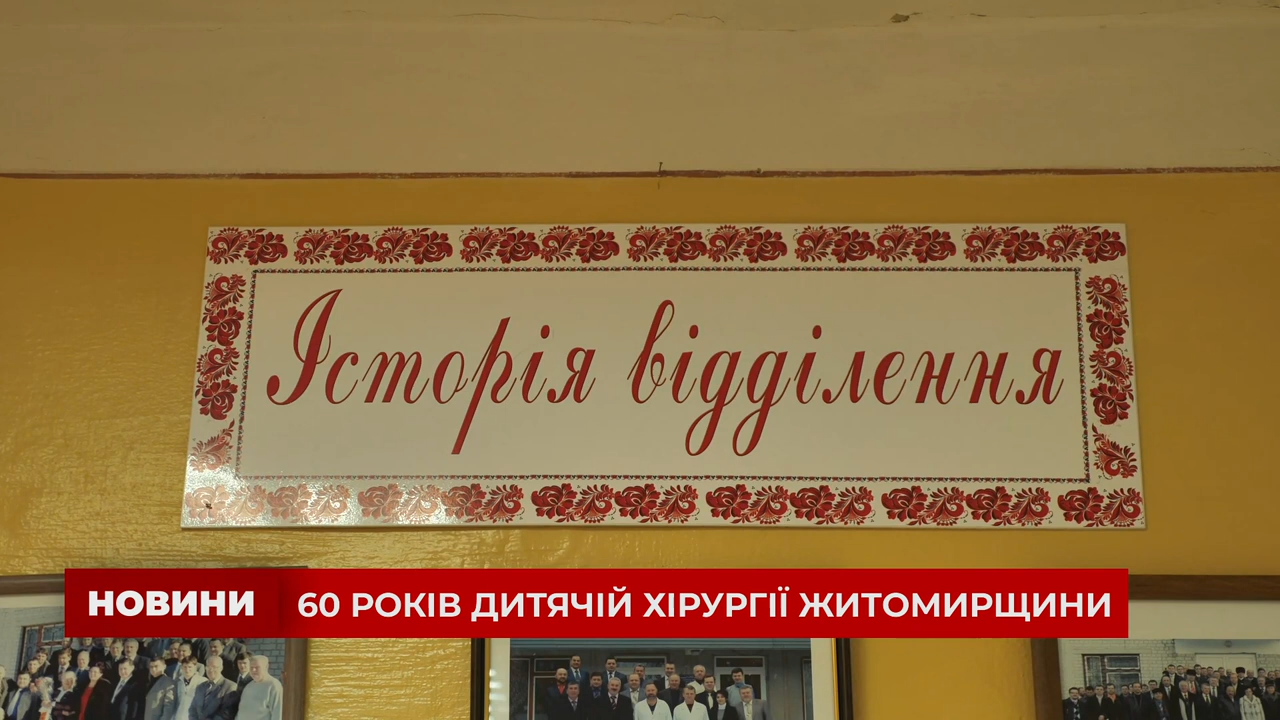 Історія відділення
НОВИНИ 60 РОКІВ ДИТЯЧІЙ ХІРУРГІЇ ЖИТОМИРЩИНИ